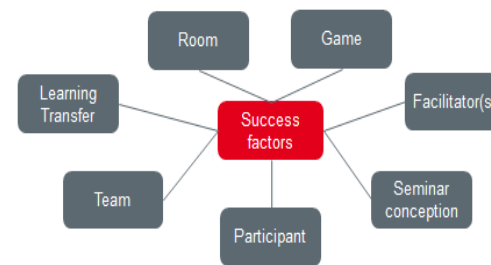 Room
Game
Learning
Transfer
Success
factors
Facilitator(s
Team
Seminar
conception
Participant